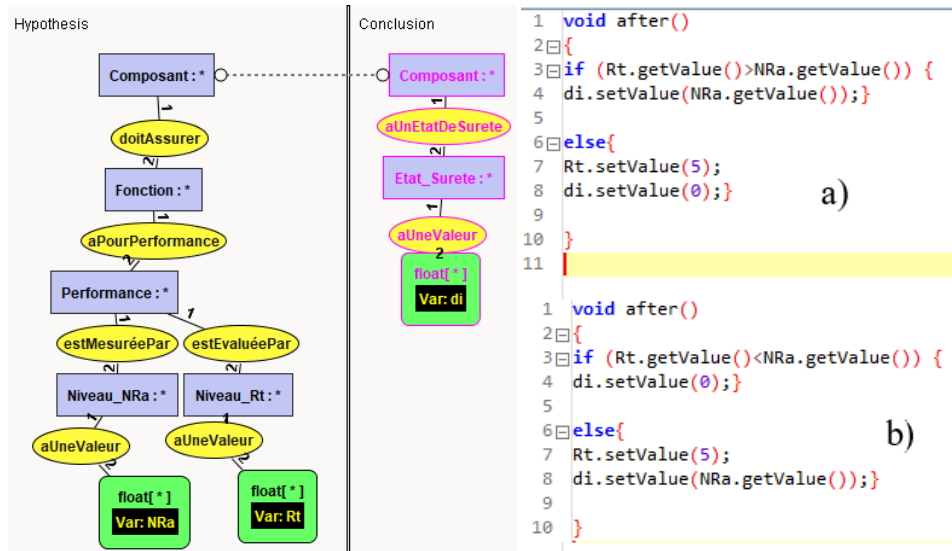 Hypothesis
Conclusion
Composant : *
Composant : *
1
1
doitAssurer
aUnEtatDeSurete
2
2
Fonction : *
Etat_Surete : *
1
1
aPourPerformance
aUneValeur
2
2
Performance : *
float[ * ]
Var: di
1
1
estMesuréePar
estEvaluéePar
2
2
Niveau_NRa : *
Niveau_Rt : *
1
1
aUneValeur
aUneValeur
2
2
float[ * ]
float[ * ]
Var: NRa
Var: Rt
1 void after()
2 {
3 if (Rt.getValue()>NRa.getValue()) {
4 di.setValue(NRa.getValue());}
5
6 else{
7 Rt.setValue(5);
8 di.setValue(0);}
a)
9
10 }
11
1 void after()
2 {
3 if (Rt.getValue()<NRa.getValue()) {
4 di.setValue(0);}
5
6 else{
b)
7 Rt.setValue(5);
8 di.setValue(NRa.getValue());}
9
10 }